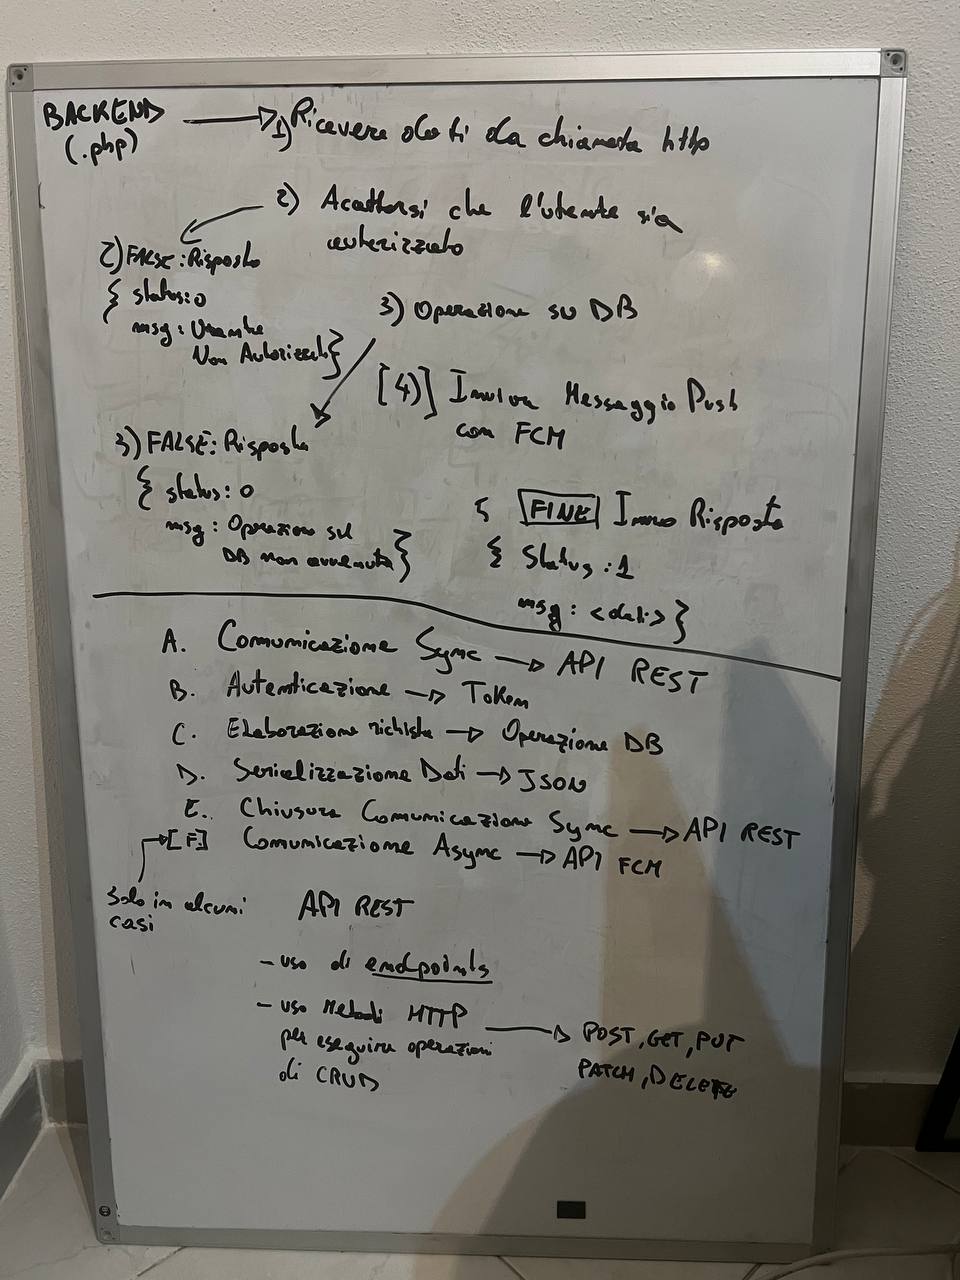 BACKEND
(.php)
1) Ricevere dati da chiamata http
2) Accettarsi che l'utente sia
autorizzato
2) FALSE: Risposta
{ status: 0
msg: Utente
Non Autorizzato }
3) Operazione su DB
[4)] Inviva Messaggio Push
con FCM
3) FALSE: Risposta
{ status: 0
msg: Operazione sul
DB non avvenuta }
5 FINE Invio Risposta
{ Status: 1
msg: <dati> }
A. Comunicazione Sync → API REST
B. Autenticazione → Token
C. Elaborazione richiesta → Operazione DB
D. Serializzazione Dati → JSON
E. Chiusura Comunicazione Sync → API REST
[F] Comunicazione Async → API FCM
Solo in alcuni
casi
API REST
- uso di endpoints
- uso Metodi HTTP
per eseguire operazioni
di CRUD
→ POST, GET, PUT
PATCH, DELETE